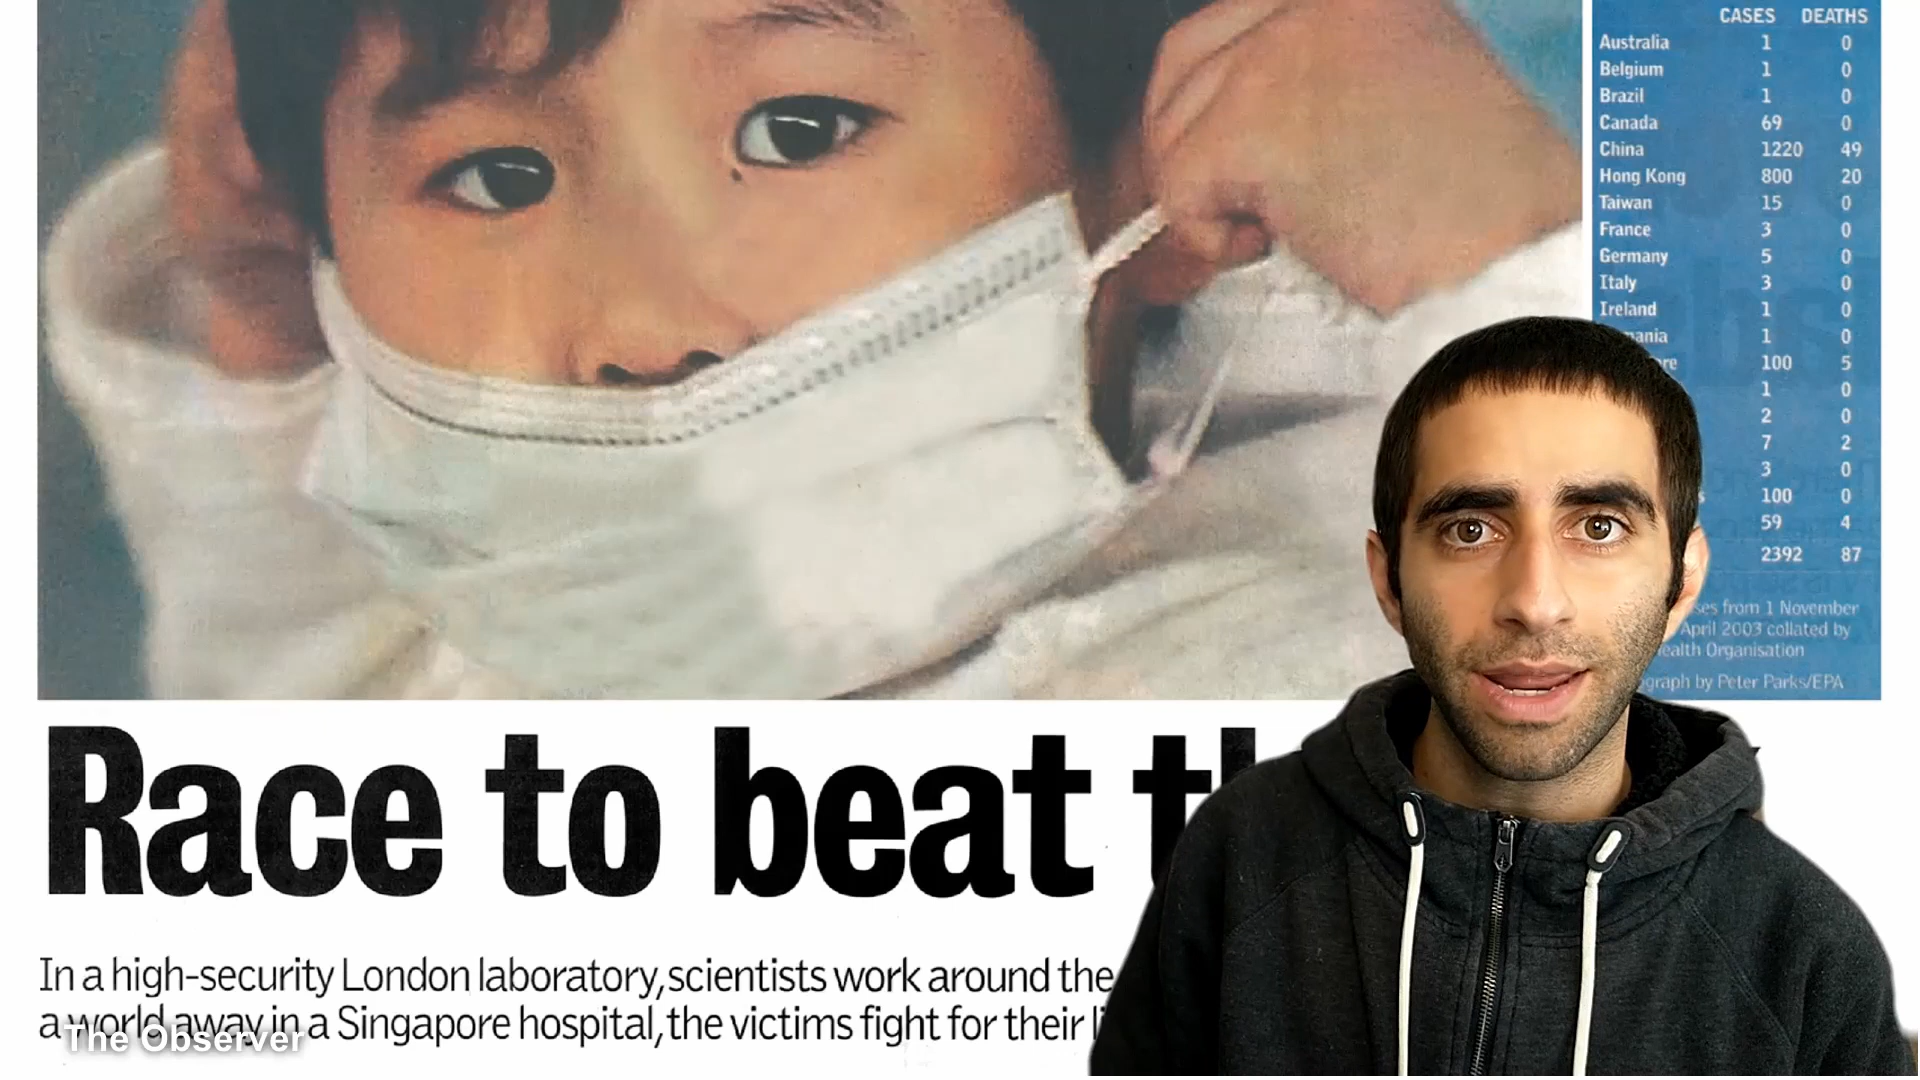 CASES DEATHS
Australia 1 0
Belgium 1 0
Brazil 1 0
Canada 69 0
China 1220 49
Hong Kong 800 20
Taiwan 15 0
France 3 0
Germany 5 0
Italy 3 0
Ireland 1 0
1 0
100 5
1 0
2 0
7 2
3 0
100 0
59 4
2392 87
from 1 November
April 2003 collated by
Organisation
by Peter Parks/EPA
Race to beat
In a high-security London laboratory, scientists work around the
a world away in a Singapore hospital, the victims fight for their
The Observer